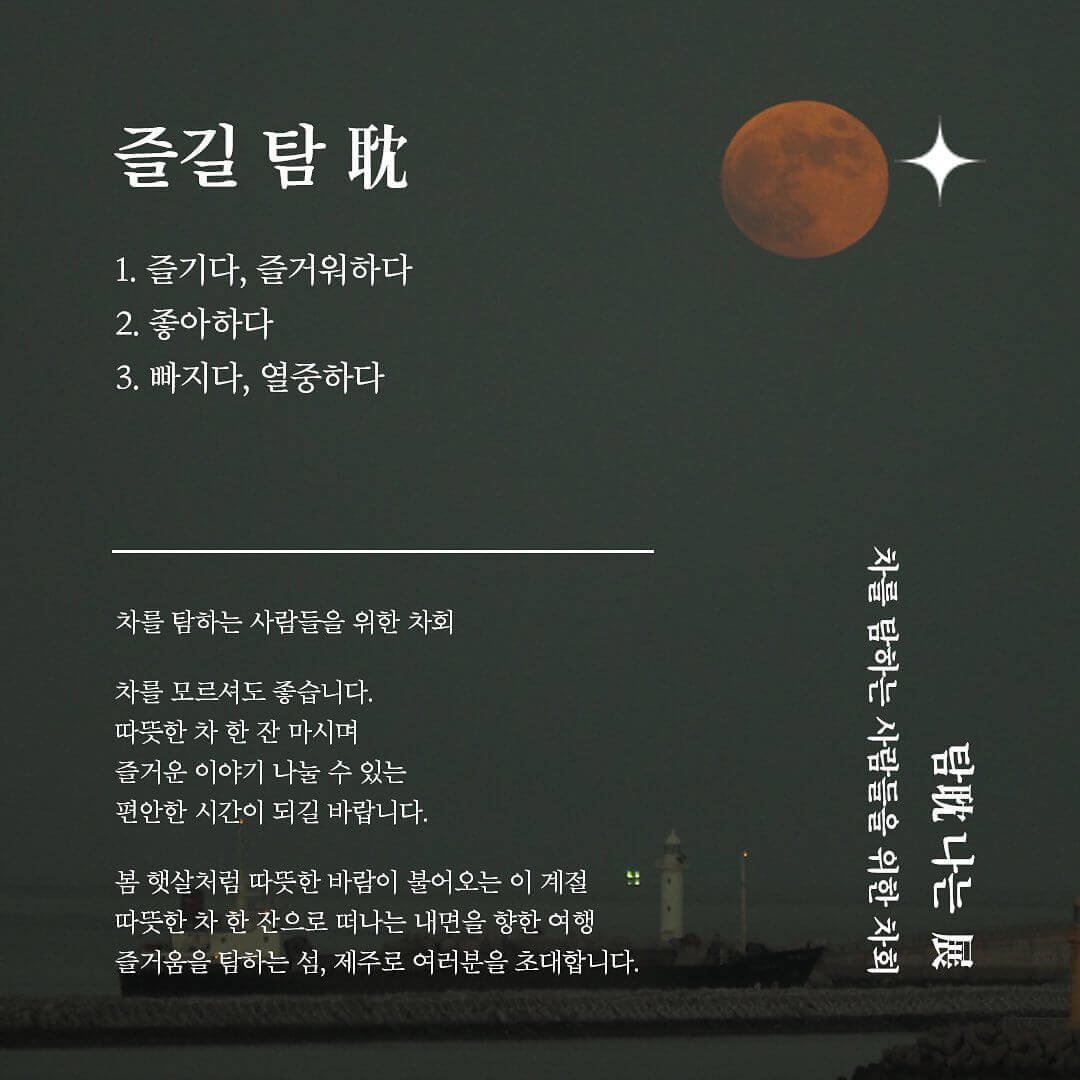 즐길 탐 耽
1. 즐기다, 즐거워하다
2. 좋아하다
3. 빠지다, 열중하다
차를 탐하는 사람들을 위한 차회
차를 모르셔도 좋습니다.
따뜻한 차 한 잔 마시며
즐거운 이야기 나눌 수 있는
편안한 시간이 되길 바랍니다.
봄 햇살처럼 따뜻한 바람이 불어오는 이 계절
따뜻한 차 한 잔으로 떠나는 내면을 향한 여행
즐거움을 탐하는 섬, 제주로 여러분을 초대합니다.
탐耽나는 展
차를 탐하는 사람들을 위한 차회